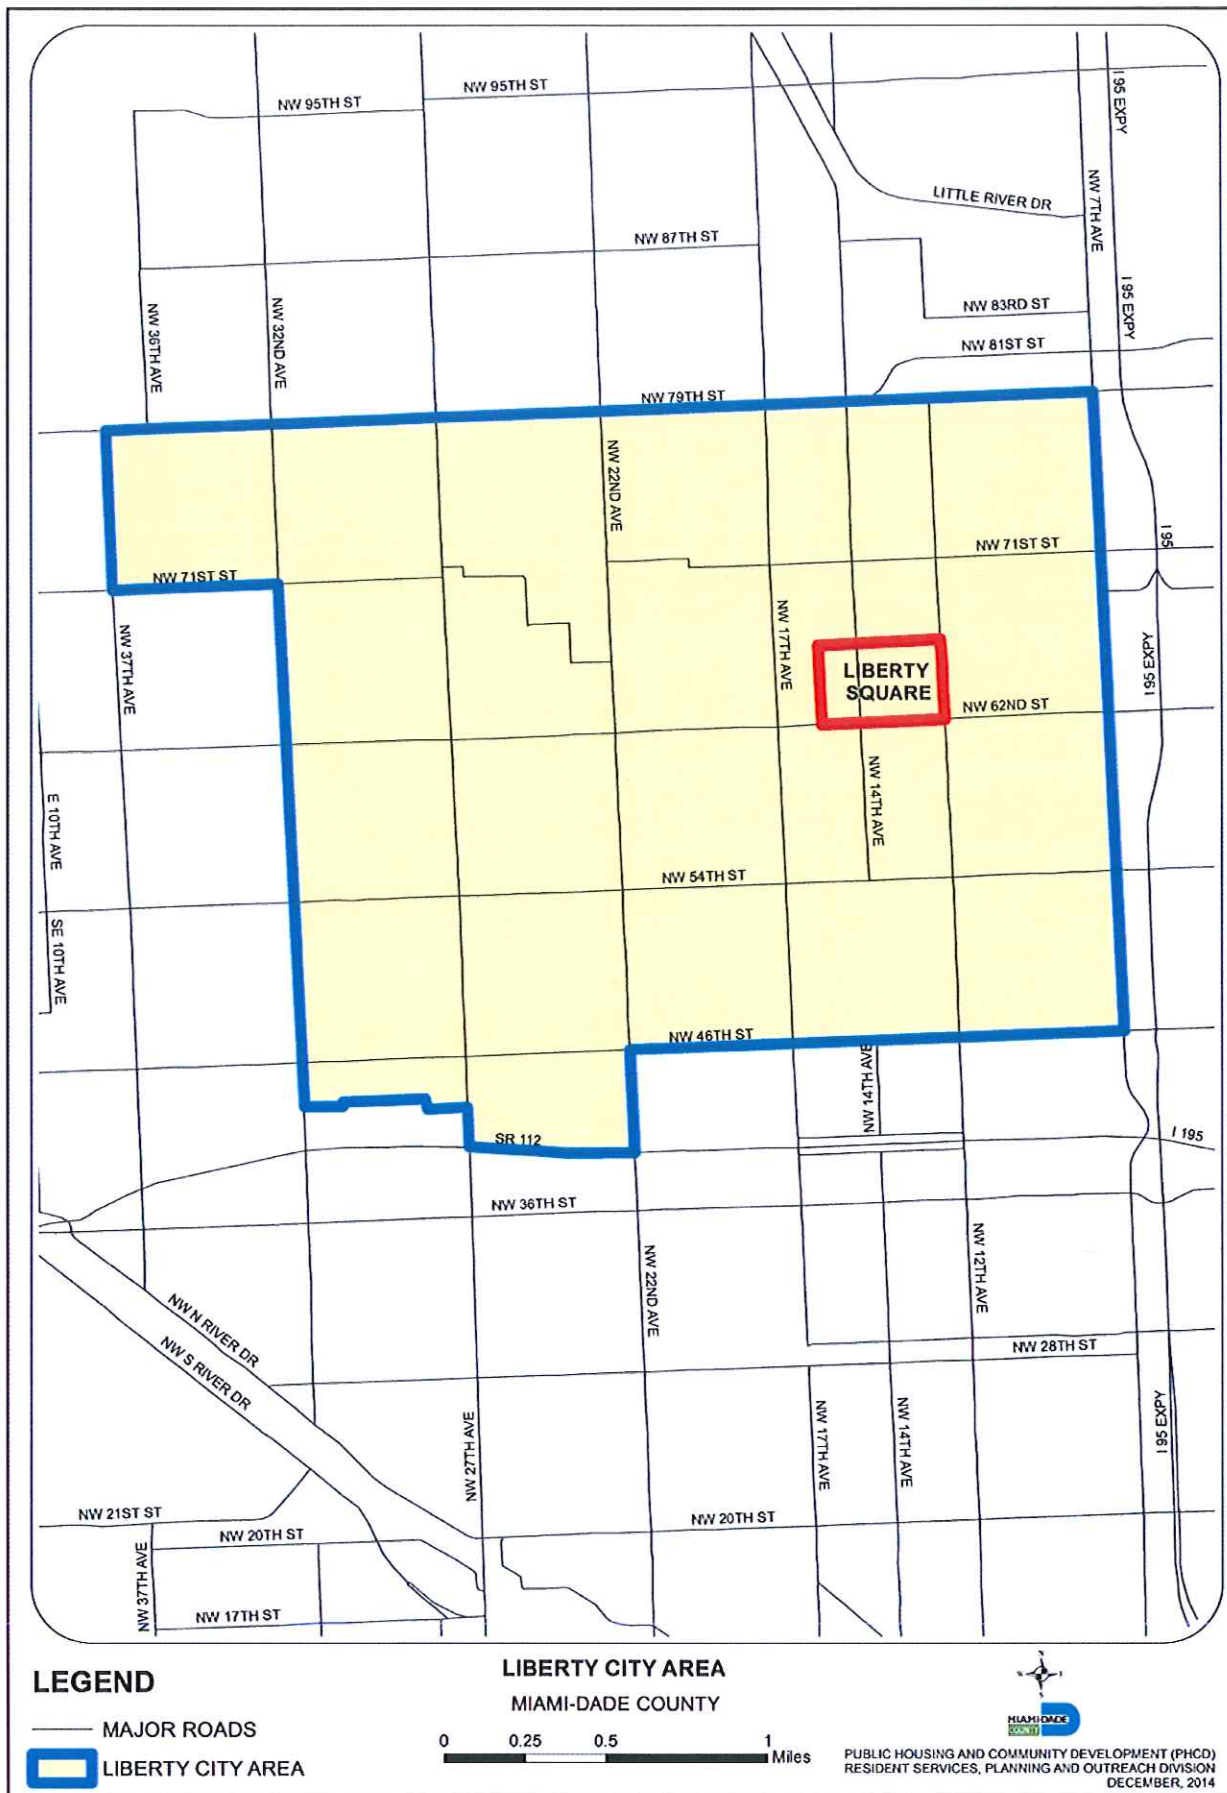 NW 95TH ST
NW 95TH ST
I 95 EXPY
LITTLE RIVER DR
NW 7TH AVE
NW 87TH ST
I 95 EXPY
NW 36TH AVE
NW 32ND AVE
NW 83RD ST
NW 81ST ST
NW 79TH ST
NW 22ND AVE
I 95
NW 71ST ST
NW 71ST ST
NW 37TH AVE
NW 17TH AVE
LIBERTY
SQUARE
I 95 EXPY
NW 62ND ST
NW 14TH AVE
E 10TH AVE
NW 54TH ST
SE 10TH AVE
NW 46TH ST
NW 14TH AVE
SR 112
I 195
NW 36TH ST
NW 22ND AVE
NW 12TH AVE
NW N RIVER DR
NW S RIVER DR
NW 28TH ST
NW 27TH AVE
NW 17TH AVE
NW 14TH AVE
I 95 EXPY
NW 21ST ST
NW 20TH ST
NW 20TH ST
NW 37TH AVE
NW 17TH ST
LEGEND
MAJOR ROADS
LIBERTY CITY AREA
LIBERTY CITY AREA
MIAMI-DADE COUNTY
0 0.25 0.5 1
Miles
MIAMI-DADE
COUNTY
PUBLIC HOUSING AND COMMUNITY DEVELOPMENT (PHCD)
RESIDENT SERVICES, PLANNING AND OUTREACH DIVISION
DECEMBER, 2014